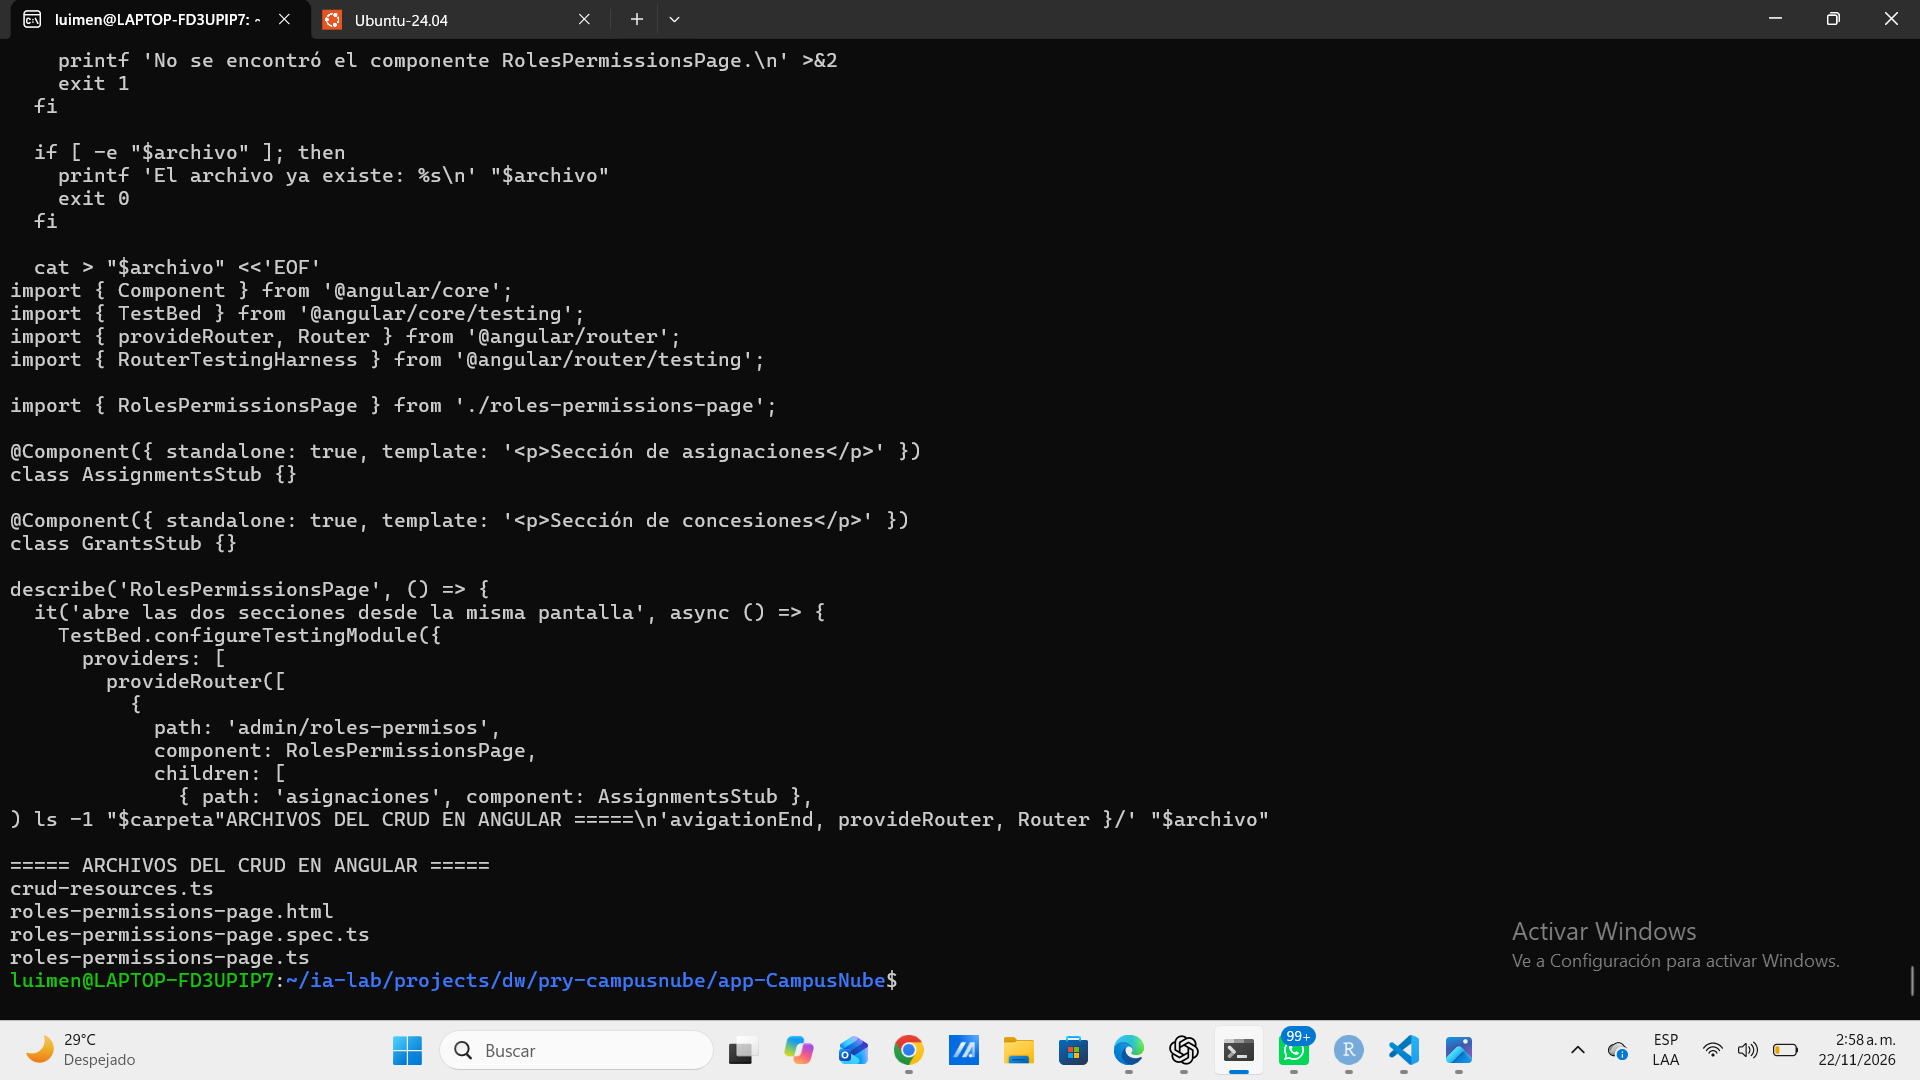 luimen@LAPTOP-FD3UPIP7: ~
Ubuntu-24.04
    printf 'No se encontró el componente RolesPermissionsPage.\n' >&2
    exit 1
  fi

  if [ -e "$archivo" ]; then
    printf 'El archivo ya existe: %s\n' "$archivo"
    exit 0
  fi

  cat > "$archivo" <<'EOF'
import { Component } from '@angular/core';
import { TestBed } from '@angular/core/testing';
import { provideRouter, Router } from '@angular/router';
import { RouterTestingHarness } from '@angular/router/testing';

import { RolesPermissionsPage } from './roles-permissions-page';

@Component({ standalone: true, template: '<p>Sección de asignaciones</p>' })
class AssignmentsStub {}

@Component({ standalone: true, template: '<p>Sección de concesiones</p>' })
class GrantsStub {}

describe('RolesPermissionsPage', () => {
  it('abre las dos secciones desde la misma pantalla', async () => {
    TestBed.configureTestingModule({
      providers: [
        provideRouter([
          {
            path: 'admin/roles-permisos',
            component: RolesPermissionsPage,
            children: [
              { path: 'asignaciones', component: AssignmentsStub },
) ls -1 "$carpeta"ARCHIVOS DEL CRUD EN ANGULAR =====\n'avigationEnd, provideRouter, Router }/' "$archivo"

===== ARCHIVOS DEL CRUD EN ANGULAR =====
crud-resources.ts
roles-permissions-page.html
roles-permissions-page.spec.ts
roles-permissions-page.ts
luimen@LAPTOP-FD3UPIP7:~/ia-lab/projects/dw/pry-campusnube/app-CampusNube$
Activar Windows
Ve a Configuración para activar Windows.
29°C
Despejado
Buscar
99+
ESP
LAA
2:58 a. m.
22/11/2026